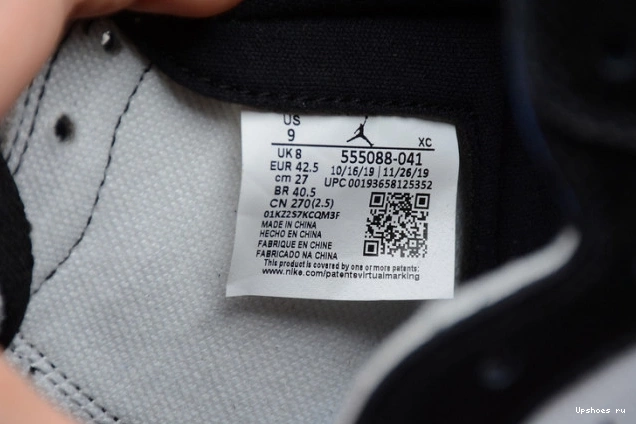 US
9
XC
UK 8
555088-041
EUR 42.5
10/16/19 | 11/26/19
cm 27
UPC 00193658125352
BR 40.5
CN 270(2.5)
01KZ2S7KCQM3F
MADE IN CHINA
HECHO EN CHINA
FABRIQUE EN CHINE
FABRICADO NA CHINA
This product is covered by one or more patents:
www.nike.com/patentsvirtualmarking
Upshoes ru